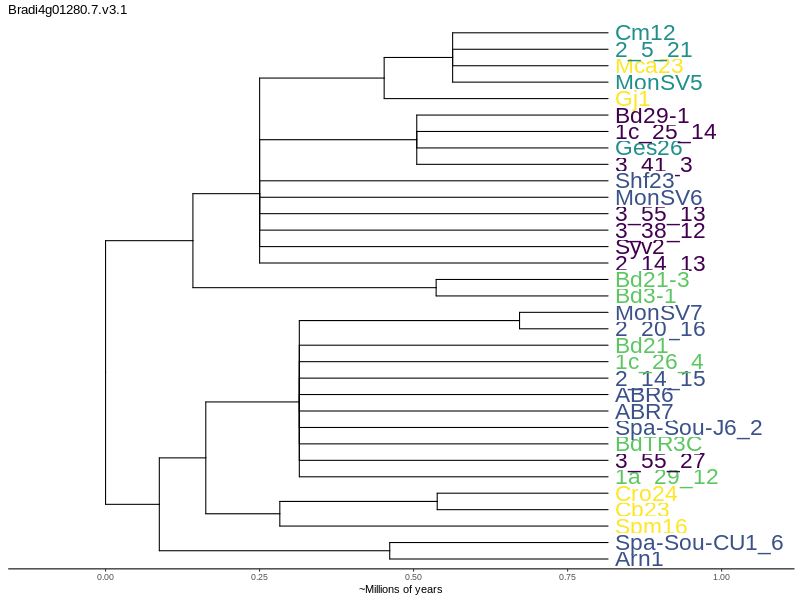 Bradi4g01280.7.v3.1
Cm12
2_5_21
Mca23
MonSV5
Gj1
Bd29-1
1c_25_14
Ges26
3_41_3
Shf23
MonSV6
3_55_13
3_38_12
Syv2
2_14_13
Bd21-3
Bd3-1
MonSV7
2_20_16
Bd21
1c_26_4
2_14_15
ABR6
ABR7
Spa-Sou-J6_2
BdTR3C
3_55_27
1a_29_12
Cro24
Cb23
Spm16
Spa-Sou-CU1_6
Arn1
0.00 0.25 0.50 0.75 1.00
~Millions of years